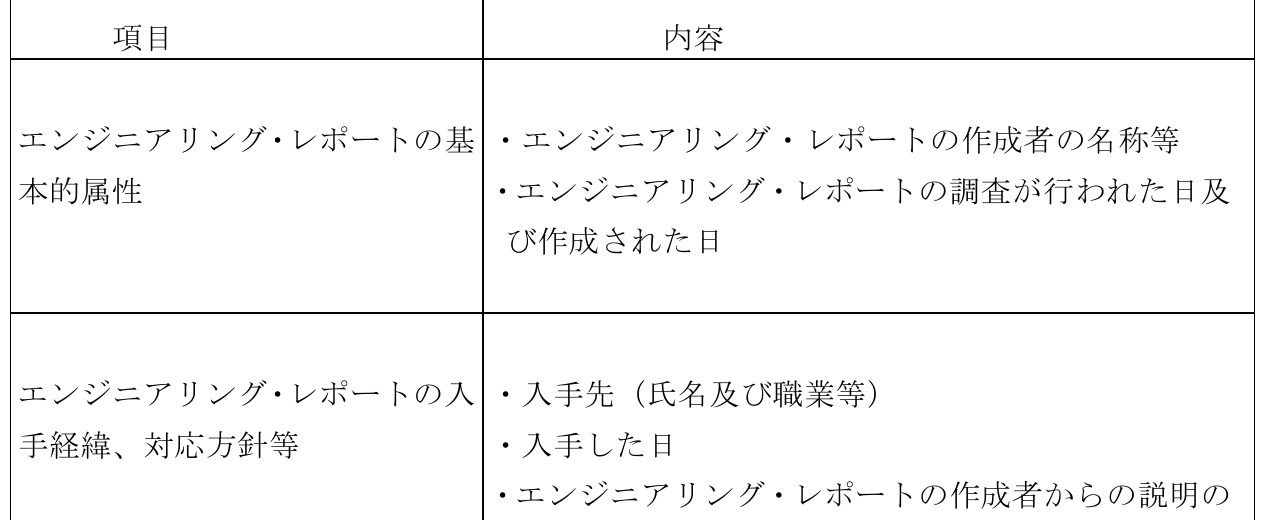 項目 内容
エンジニアリング・レポートの基
本的属性
・エンジニアリング・レポートの作成者の名称等
・エンジニアリング・レポートの調査が行われた日及
び作成された日
エンジニアリング・レポートの入
手経緯、対応方針等
・入手先（氏名及び職業等）
・入手した日
・エンジニアリング・レポートの作成者からの説明の